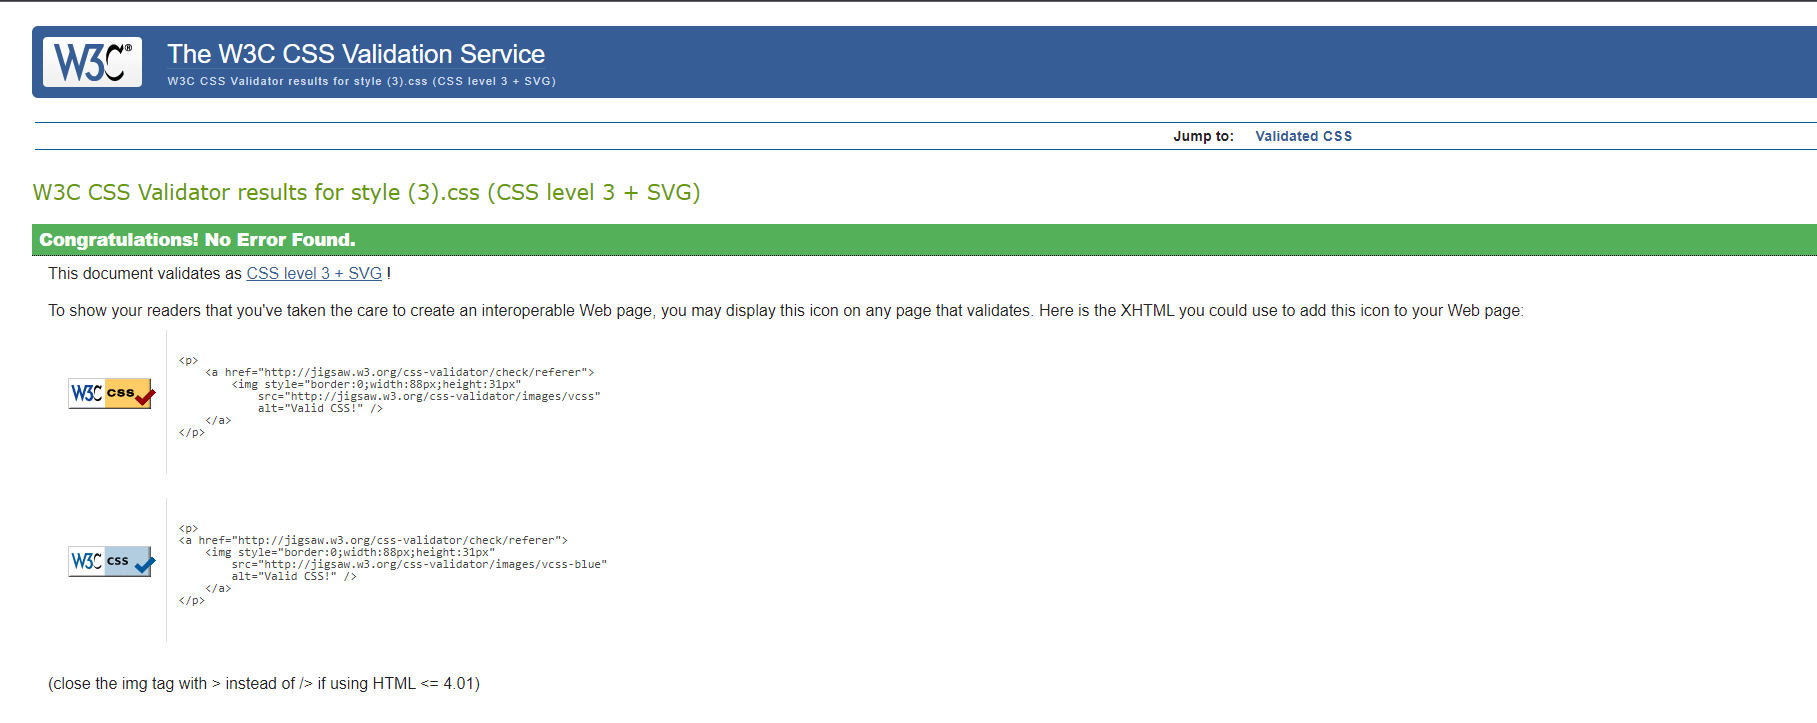 W3C®
The W3C CSS Validation Service
W3C CSS Validator results for style (3).css (CSS level 3 + SVG)
Jump to: Validated CSS
W3C CSS Validator results for style (3).css (CSS level 3 + SVG)
Congratulations! No Error Found.
This document validates as CSS level 3 + SVG !
To show your readers that you've taken the care to create an interoperable Web page, you may display this icon on any page that validates. Here is the XHTML you could use to add this icon to your Web page:
W3C css
<p>
    <a href="http://jigsaw.w3.org/css-validator/check/referer">
        <img style="border:0;width:88px;height:31px"
            src="http://jigsaw.w3.org/css-validator/images/vcss"
            alt="Valid CSS!" />
    </a>
</p>
W3C css
<p>
<a href="http://jigsaw.w3.org/css-validator/check/referer">
    <img style="border:0;width:88px;height:31px"
        src="http://jigsaw.w3.org/css-validator/images/vcss-blue"
        alt="Valid CSS!" />
    </a>
</p>
(close the img tag with > instead of /> if using HTML <= 4.01)